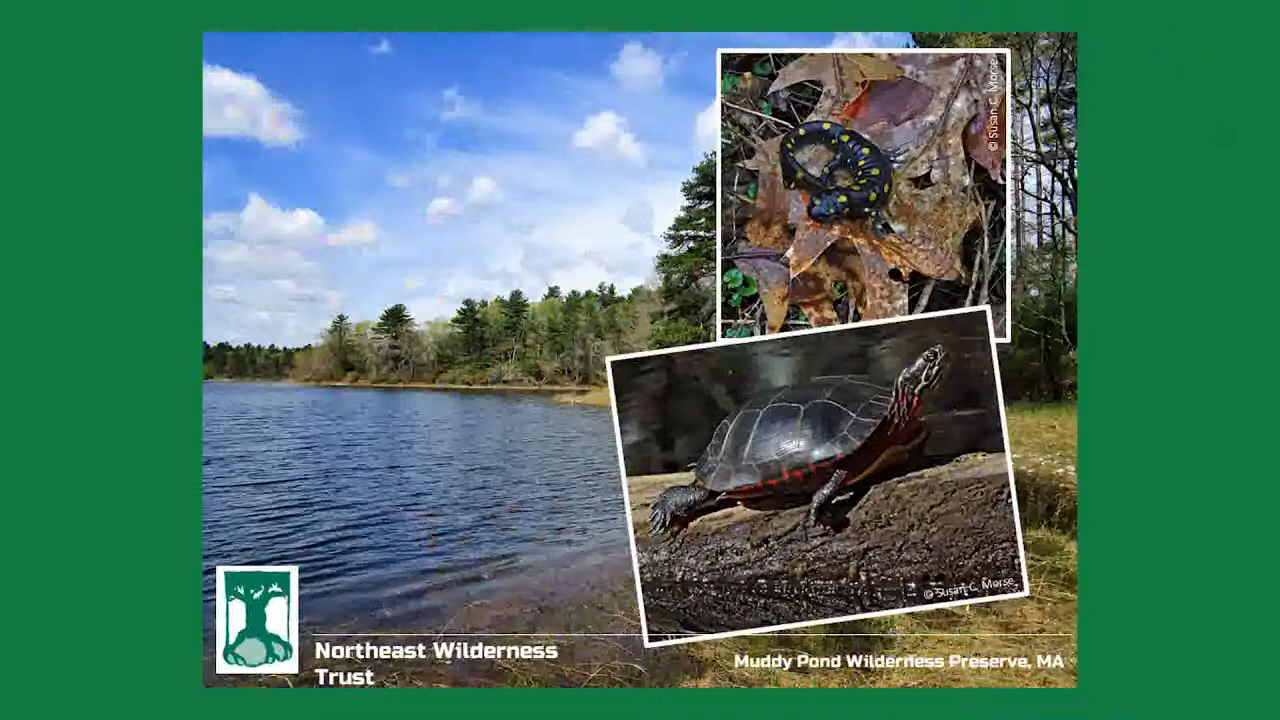 © Susan C. Morse
© Susan C. Morse
Northeast Wilderness
Trust
Muddy Pond Wilderness Preserve, MA